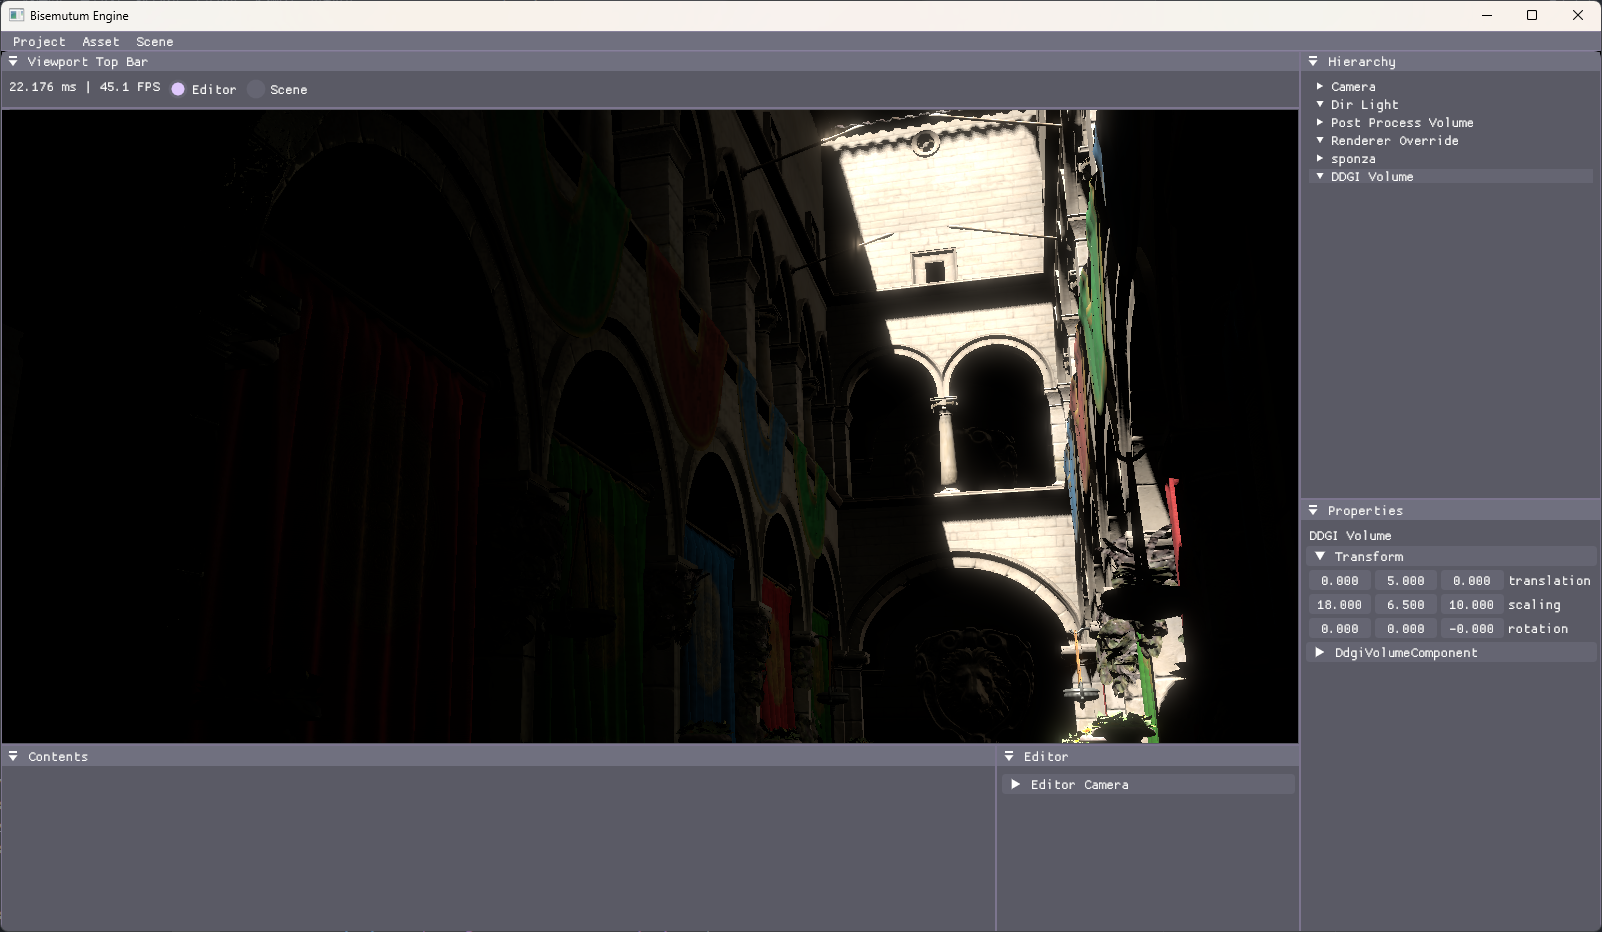 Bisemutum Engine
Project Asset Scene
Viewport Top Bar
22.176 ms | 45.1 FPS Editor Scene
Hierarchy
Camera
Dir Light
Post Process Volume
Renderer Override
sponza
DDGI Volume
Properties
DDGI Volume
Transform
0.000 5.000 0.000 translation
18.000 6.500 10.000 scaling
0.000 0.000 -0.000 rotation
DdgiVolumeComponent
Contents
Editor
Editor Camera